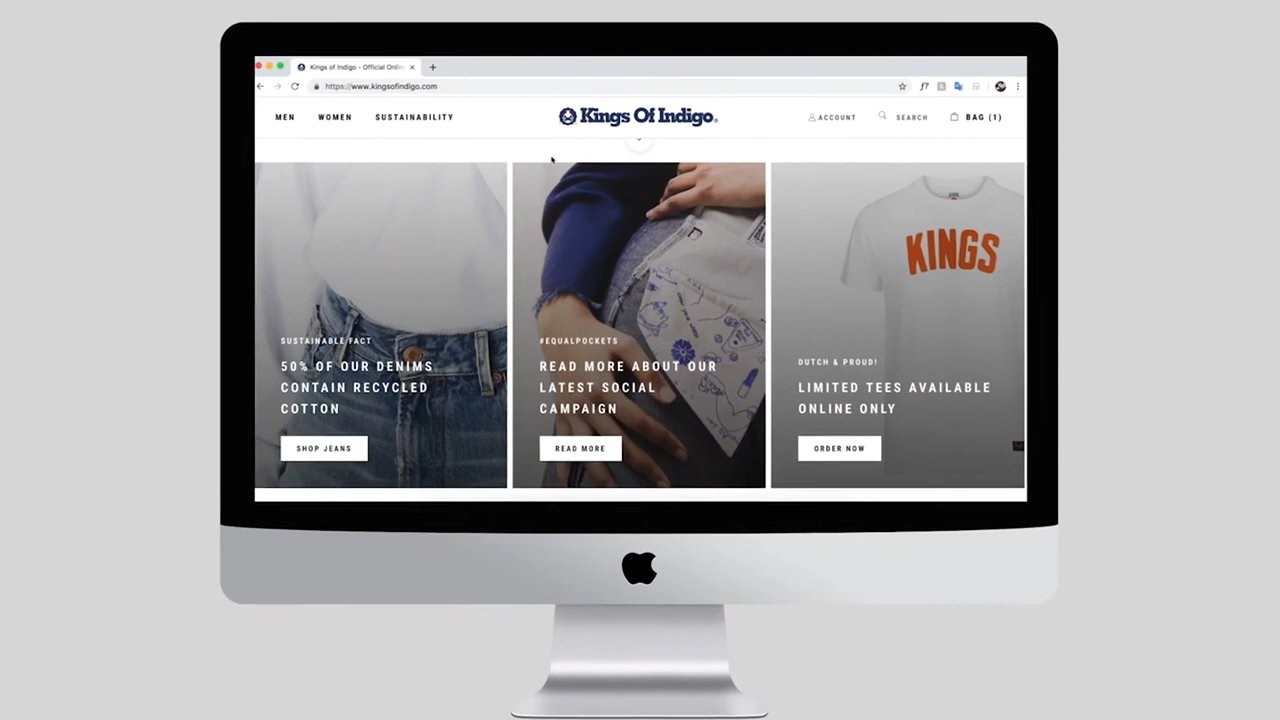 Kings of Indigo - Official Onlin
https://www.kingsofindigo.com
MEN
WOMEN
SUSTAINABILITY
Kings Of Indigo®
ACCOUNT
SEARCH
BAG (1)
SUSTAINABLE FACT
50% OF OUR DENIMS
CONTAIN RECYCLED
COTTON
SHOP JEANS
#EQUALPOCKETS
READ MORE ABOUT OUR
LATEST SOCIAL
CAMPAIGN
READ MORE
KINGS
DUTCH & PROUD!
LIMITED TEES AVAILABLE
ONLINE ONLY
ORDER NOW